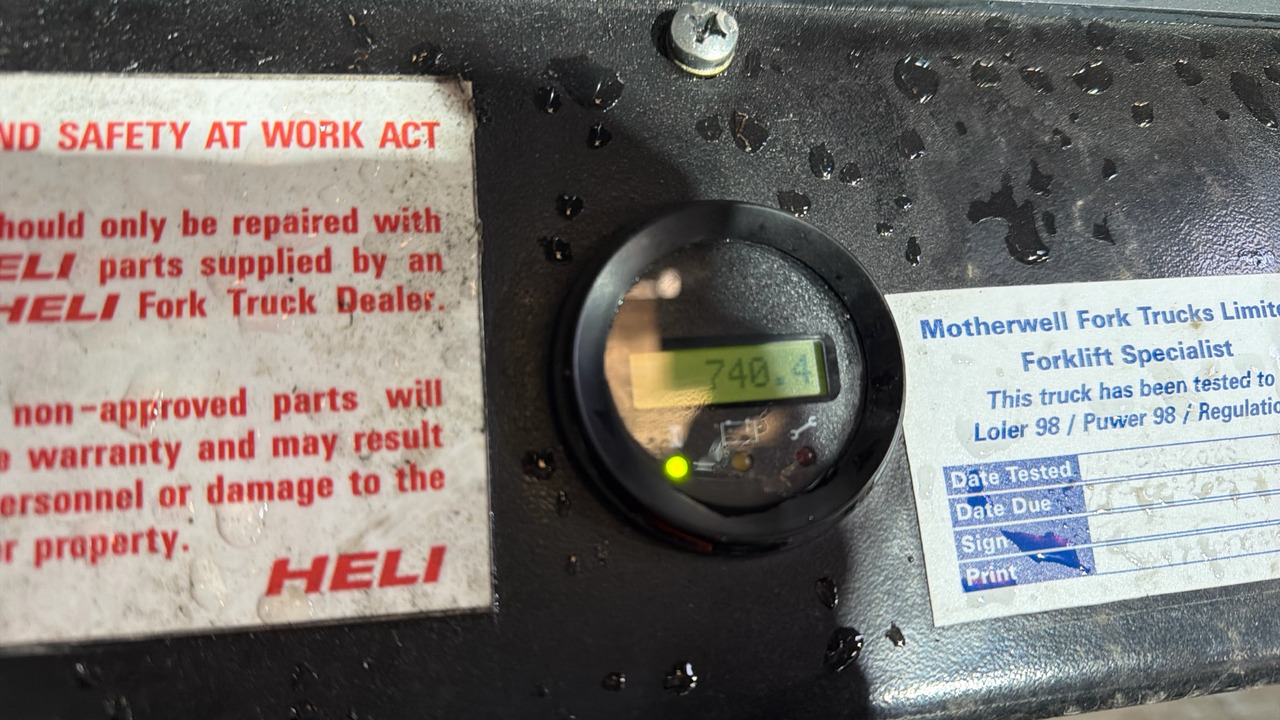 ND SAFETY AT WORK ACT
hould only be repaired with
ELI parts supplied by an
HELI Fork Truck Dealer.
non-approved parts will
e warranty and may result
ersonnel or damage to the
r property.
HELI
740.4
Motherwell Fork Trucks Limite
Forklift Specialist
This truck has been tested to
Loler 98 / Puwer 98 / Regulatio
Date Tested
Date Due
Sign
Print